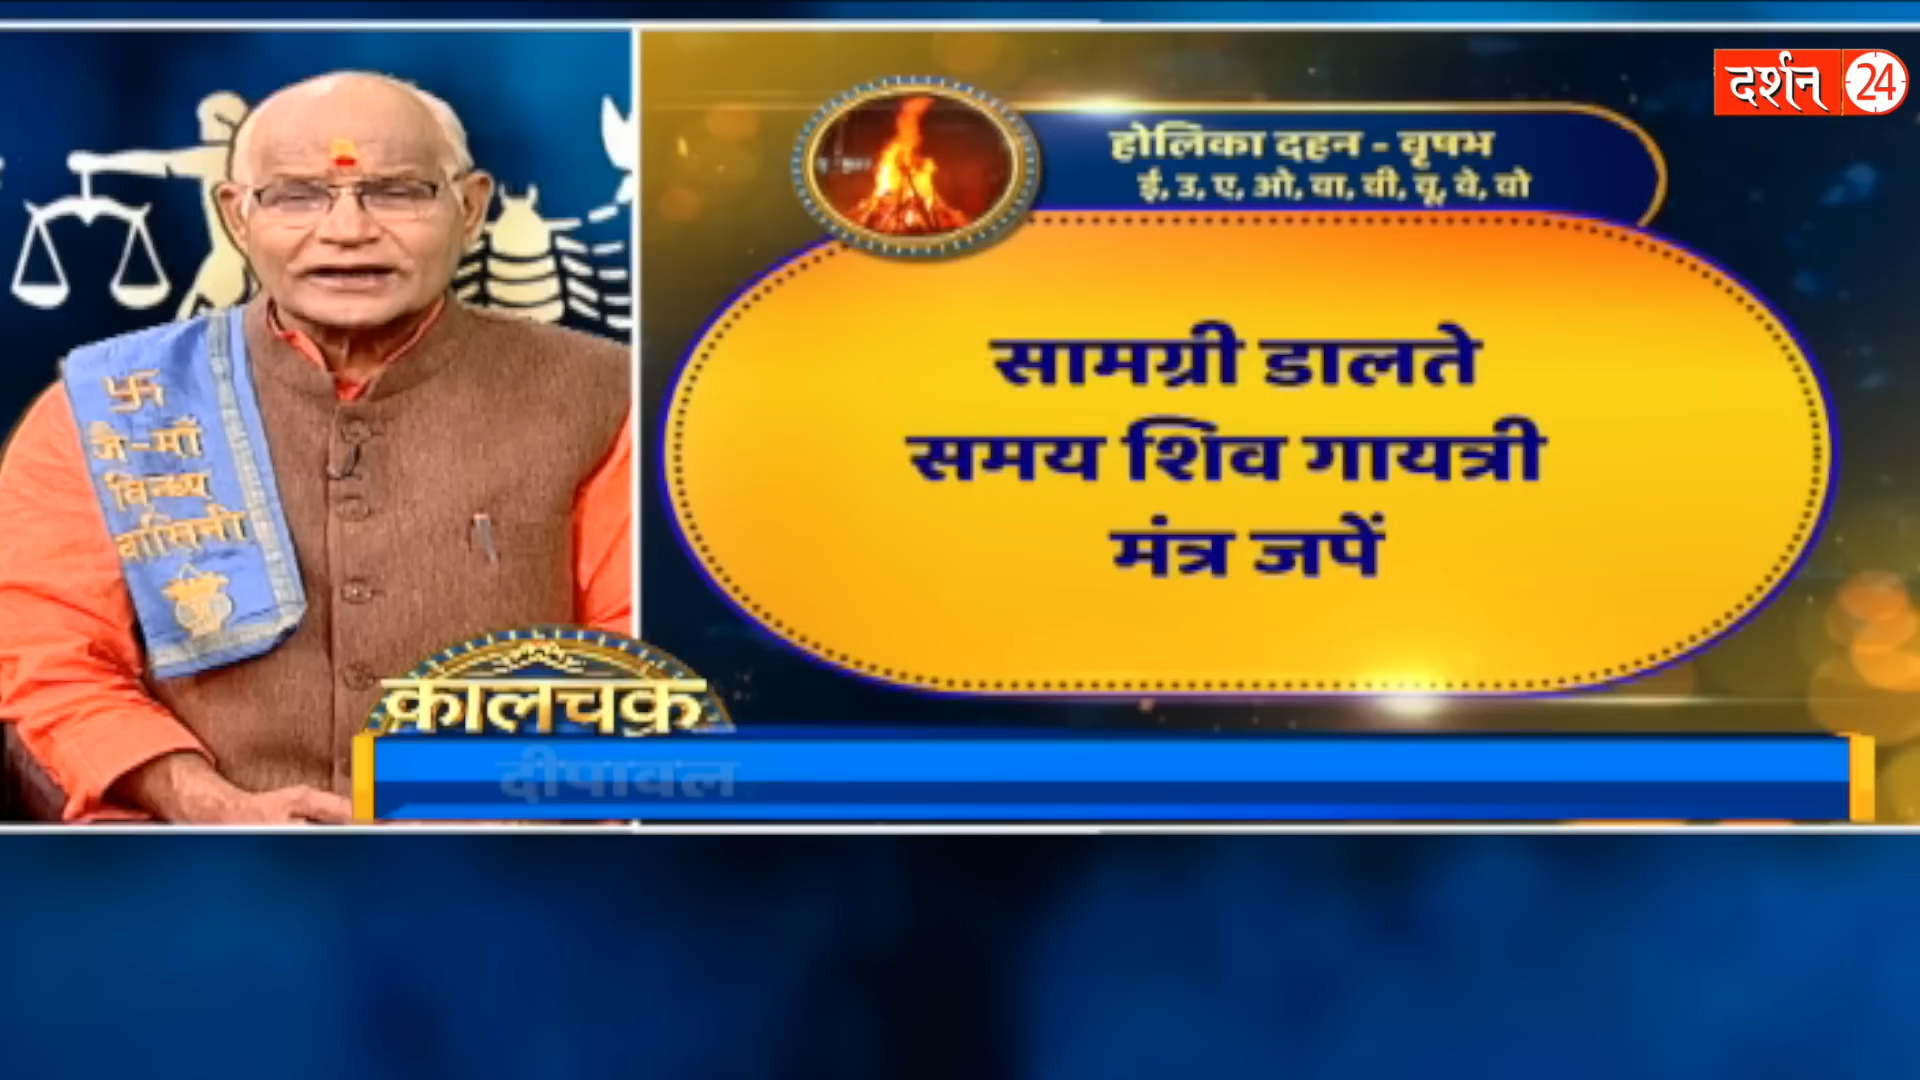 दर्शन 24
होलिका दहन - वृषभ
ई, उ, ए, ओ, वा, वी, वू, वे, वो
सामग्री डालते
समय शिव गायत्री
मंत्र जपें
जै-माँ
विन्ध्य
वासिनी
कालचक्र
दीपावल